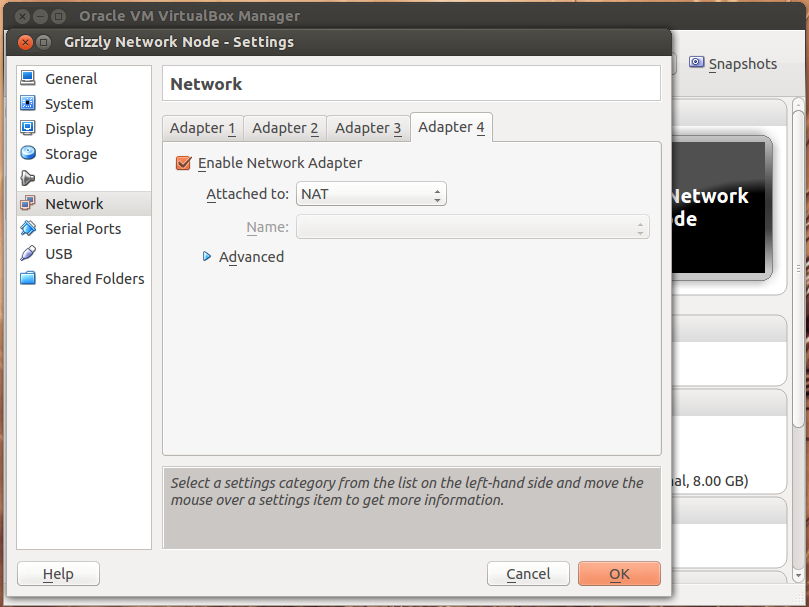 Oracle VM VirtualBox Manager
Grizzly Network Node - Settings
Snapshots
General
System
Display
Storage
Audio
Network
Serial Ports
USB
Shared Folders
Network
Adapter 1 Adapter 2 Adapter 3 Adapter 4
Enable Network Adapter
Attached to: NAT
Name:
Advanced
Network
de
al, 8.00 GB)
Select a settings category from the list on the left-hand side and move the
mouse over a settings item to get more information.
Help Cancel OK